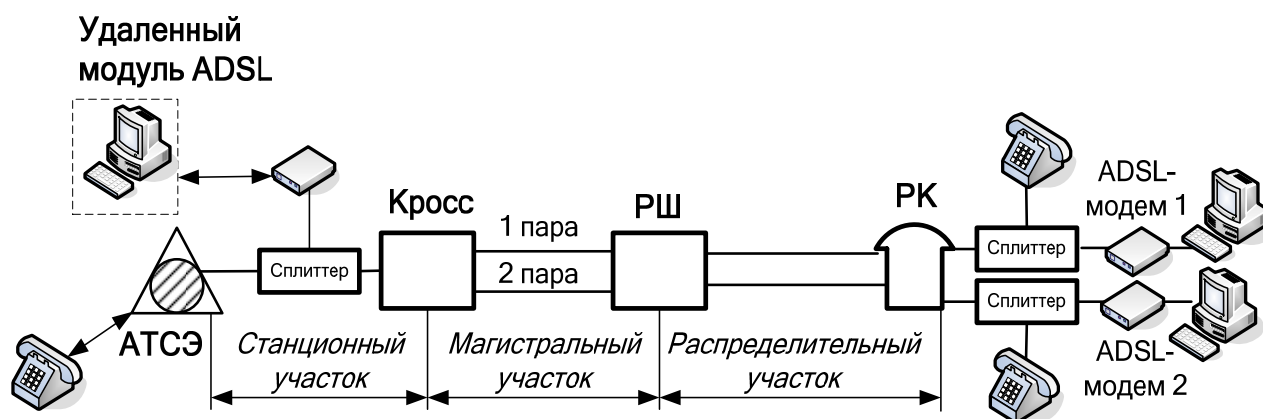 Удаленный
модуль ADSL
Кросс
РШ
РК
ADSL-
модем 1
1 пара
2 пара
Сплиттер
Сплиттер
Сплиттер
АТСЭ
Станционный
участок
Магистральный
участок
Распределительный
участок
ADSL-
модем 2